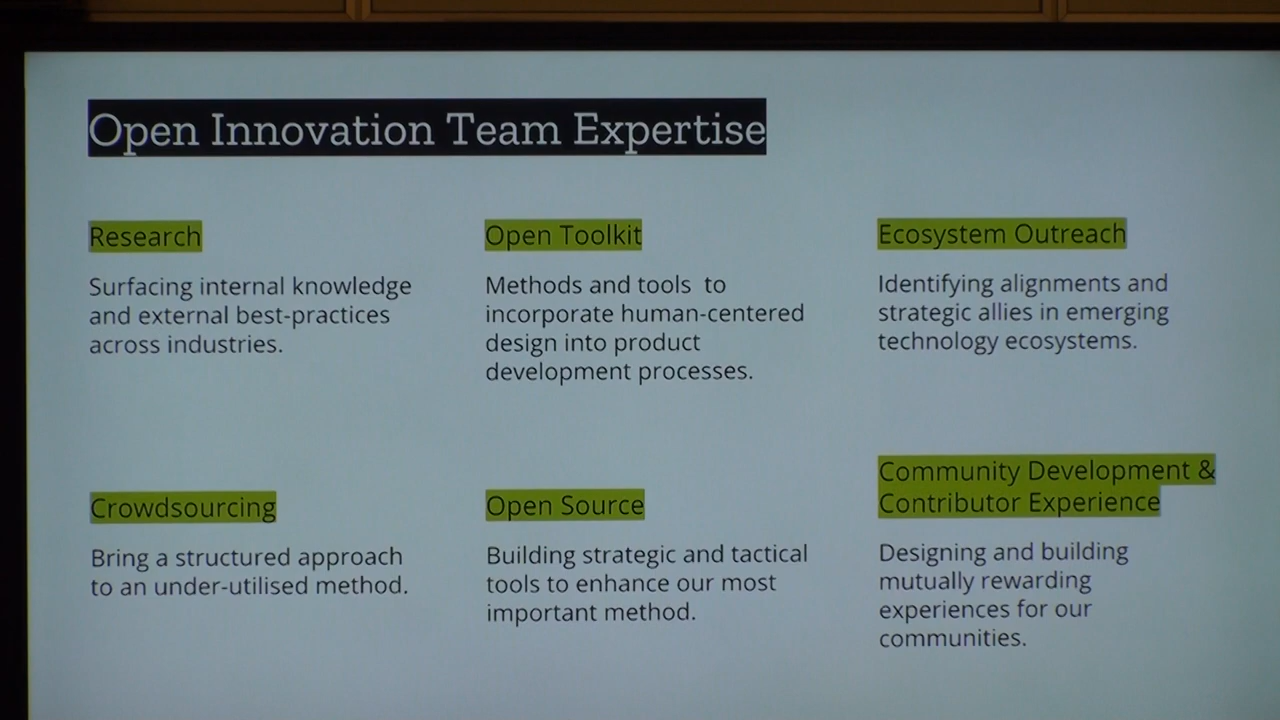 Open Innovation Team Expertise
Research
Surfacing internal knowledge
and external best-practices
across industries.
Open Toolkit
Methods and tools  to
incorporate human-centered
design into product
development processes.
Ecosystem Outreach
Identifying alignments and
strategic allies in emerging
technology ecosystems.
Crowdsourcing
Bring a structured approach
to an under-utilised method.
Open Source
Building strategic and tactical
tools to enhance our most
important method.
Community Development &
Contributor Experience
Designing and building
mutually rewarding
experiences for our
communities.